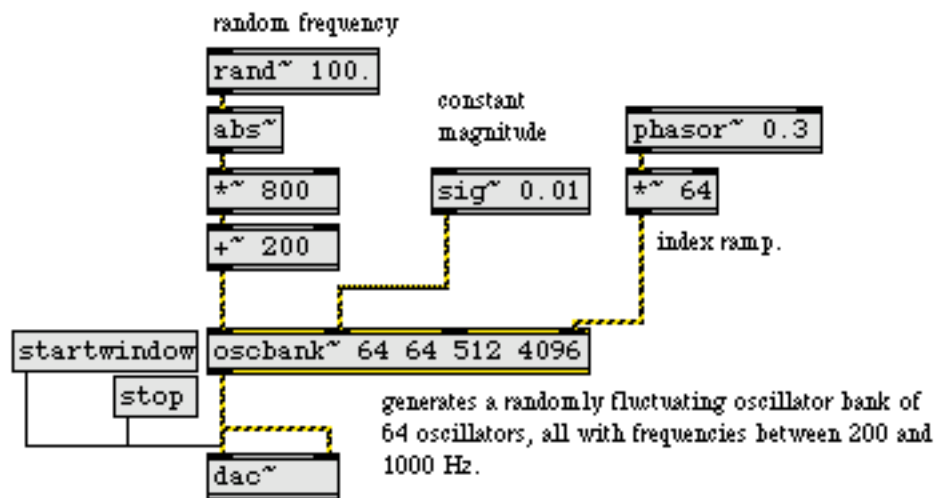 random frequency
rand~ 100.
constant
magnitude
abs~
phasor~ 0.3
*~ 800
sig~ 0.01
*~ 64
+~ 200
index ramp.
startwindow
oscbank~ 64 64 512 4096
stop
generates a randomly fluctuating oscillator bank of
64 oscillators, all with frequencies between 200 and
1000 Hz.
dac~